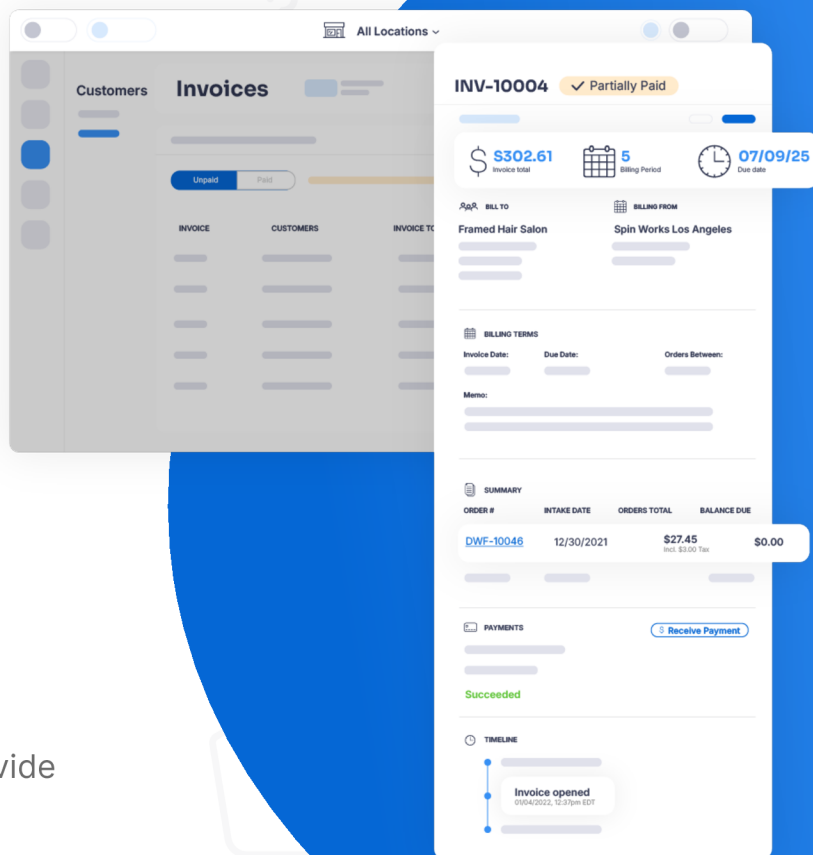 All Locations
Customers
Invoices
Unpaid
Paid
INVOICE
CUSTOMERS
INVOICE TO
INV-10004
Partially Paid
$302.61
Invoice total
5
Billing Period
07/09/25
Due date
BILL TO
Framed Hair Salon
BILLING FROM
Spin Works Los Angeles
BILLING TERMS
Invoice Date:
Due Date:
Orders Between:
Memo:
SUMMARY
ORDER #
INTAKE DATE
ORDERS TOTAL
BALANCE DUE
DWF-10046
12/30/2021
$27.45
Incl. $3.00 Tax
$0.00
PAYMENTS
$ Receive Payment
Succeeded
TIMELINE
Invoice opened
01/04/2022, 12:37pm EDT
vide